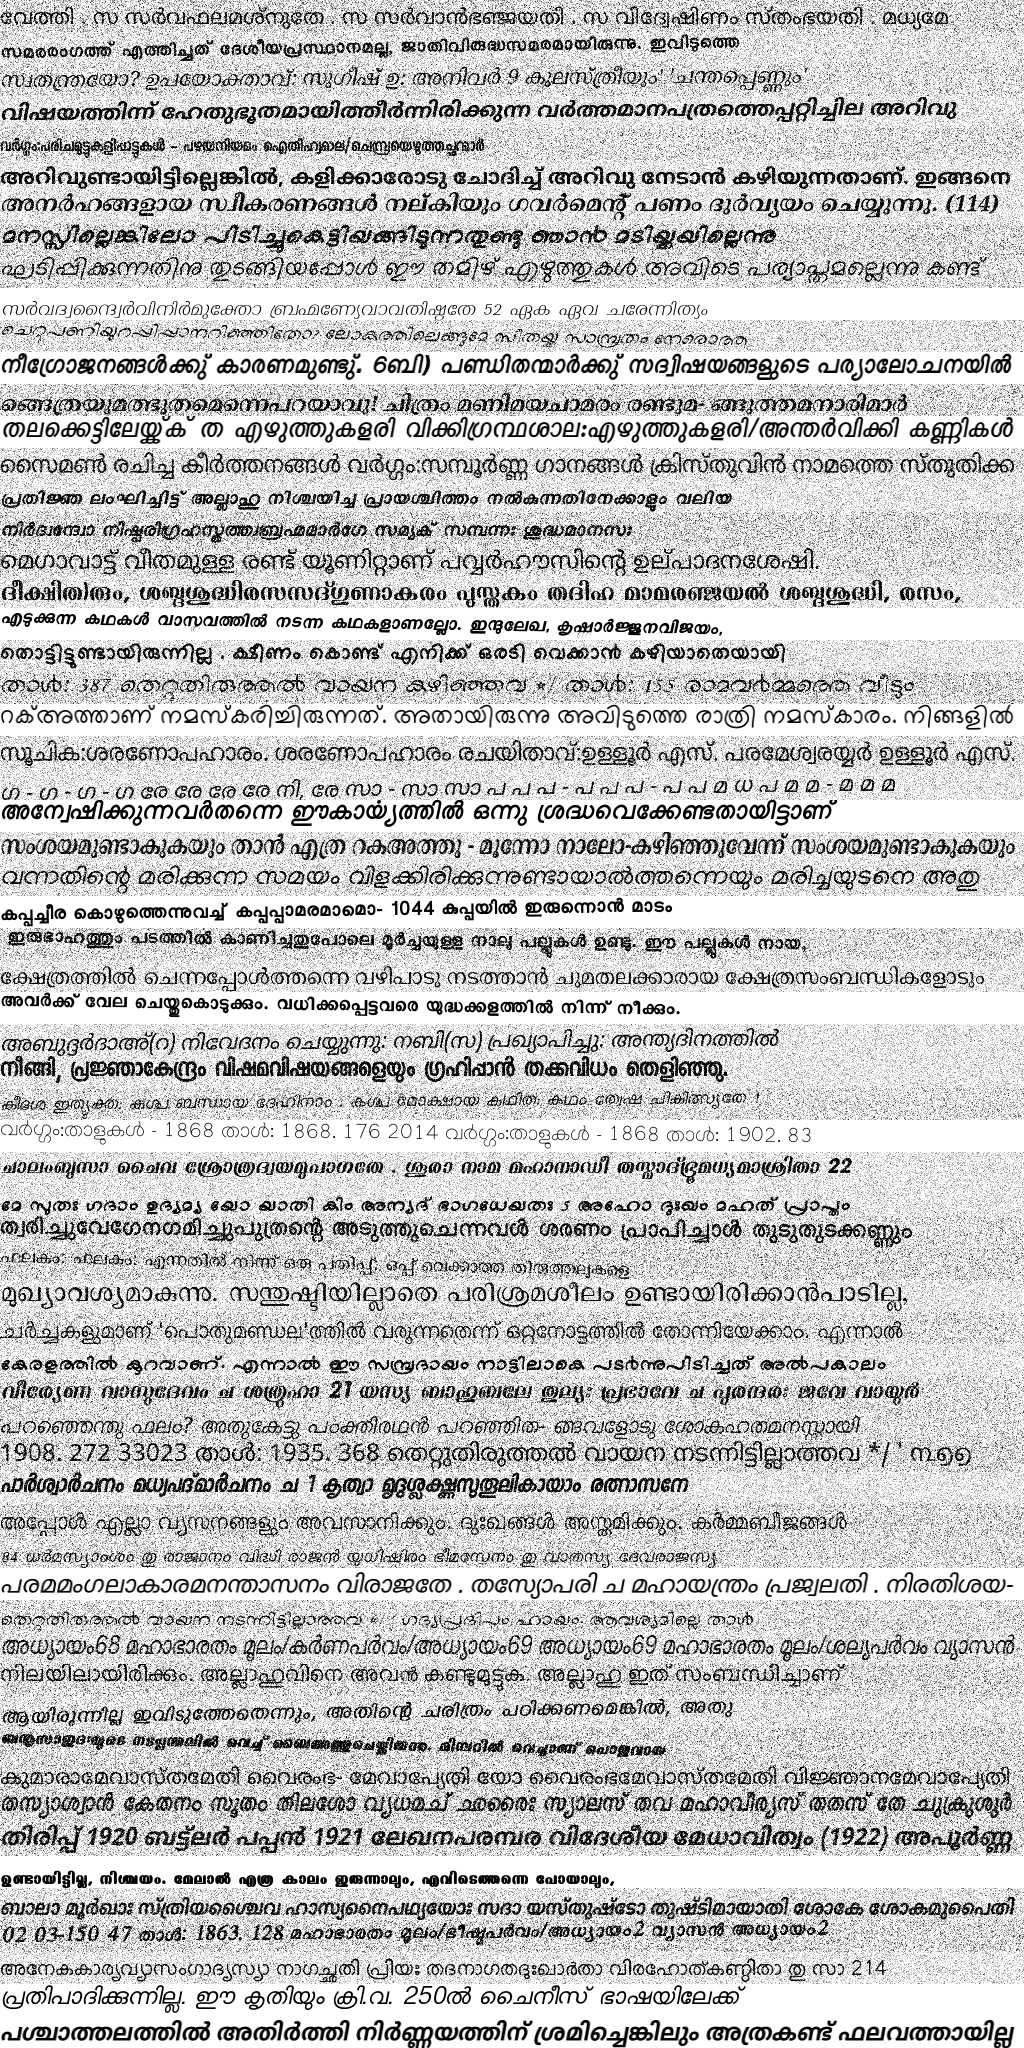 വേത്തി . സ സർവഫലമശ്നുതേ . സ സർവാൻഭഞ്ജയതി . സ വിദ്വേഷിണം സ്തംഭയതി . മധ്യമേ
സമരരംഗത്ത് എത്തിച്ചത് ദേശീയപ്രസ്ഥാനമല്ല, ജാതിവിരുദ്ധസമരമായിരുന്നു. ഇവിടുത്തെ
സ്വതന്ത്രയോ? ഉപയോക്താവ്: സുഗീഷ് ഉ: അനിവർ 9 കുലസ്ത്രീയും' 'ചന്തപ്പെണ്ണും'
വിഷയത്തിന്ന് ഹേതുഭൂതമായിത്തീർന്നിരിക്കുന്ന വർത്തമാനപത്രത്തെപ്പറ്റിച്ചില അറിവു
വർഗ്ഗം:പരിചമുട്ടുകളിപ്പാട്ടുകൾ – പഴയനിയമം ഐതിഹ്യമാല/ചെമ്പ്രയെഴുത്തച്ഛന്മാർ
അറിവുണ്ടായിട്ടില്ലെങ്കിൽ, കളിക്കാരോടു ചോദിച്ച് അറിവു നേടാൻ കഴിയുന്നതാണ്. ഇങ്ങനെ
അനർഹങ്ങളായ സ്വീകരണങ്ങൾ നല്കിയും ഗവർമെന്റ് പണം ദുർവ്യയം ചെയ്യുന്നു. (114)
മനസ്സില്ലെങ്കിലോ പിടിച്ചുകെട്ടിയങ്ങിടുന്നതുണ്ടു ഞാൻ മടിയ്ക്കയില്ലെന്നു
ഘടിപ്പിക്കുന്നതിനു തുടങ്ങിയപ്പോൾ ഈ തമിഴ് എഴുത്തുകൾ അവിടെ പര്യാപ്തമല്ലെന്നു കണ്ട്
സർവദ്വന്ദ്വൈർവിനിർമുക്തോ ബ്രഹ്മണ്യേവാവതിഷ്ഠതേ 52 ഏക ഏവ ചരേന്നിത്യം
നീഗ്രോജനങ്ങൾക്കു് കാരണമുണ്ടു്. 6ബി) പണ്ഡിതന്മാർക്കു് സദ്വിഷയങ്ങളുടെ പര്യാലോചനയിൽ
ങ്ങെത്രയുമത്ഭുതമെന്നെപറയാവു! ചിത്രം മണിമയചാമരം രണ്ടുമ- ങ്ങുത്തമനാരിമാർ
തലക്കെട്ടിലേയ്ക്ക് ത എഴുത്തുകളരി വിക്കിഗ്രന്ഥശാല:എഴുത്തുകളരി/അന്തർവിക്കി കണ്ണികൾ
സൈമൺ രചിച്ച കീർത്തനങ്ങൾ വർഗ്ഗം:സമ്പൂർണ്ണ ഗാനങ്ങൾ ക്രിസ്തുവിൻ നാമത്തെ സ്തുതിക്ക
പ്രതിജ്ഞ ലംഘിച്ചിട്ട് അല്ലാഹു നിശ്ചയിച്ച പ്രായശ്ചിത്തം നൽകുന്നതിനേക്കാളും വലിയ
നിർദ്വന്ദ്വോ നിഷ്പരിഗ്രഹസ്തത്ത്വബ്രഹ്മമാർഗേ സമ്യക് സമ്പന്നഃ ശുദ്ധമാനസഃ
മെഗാവാട്ട് വീതമുള്ള രണ്ട് യൂണിറ്റാണ് പവ്വർഹൗസിന്റെ ഉല്പാദനശേഷി.
ദീക്ഷിതിരും, ശബ്ദശുദ്ധിരസസദ്ഗുണാകരം പുസ്തകം തദിഹ മാമരഞ്ജയൽ ശബ്ദശുദ്ധി, രസം,
എടുക്കുന്ന കഥകൾ വാസവത്തിൽ നടന്ന കഥകളാണല്ലോ. ഇന്ദുലേഖ, കൃഷ്ണാർജ്ജുനവിജയം,
തൊട്ടിട്ടുണ്ടായിരുന്നില്ല . ക്ഷീണം കൊണ്ട് എനിക്ക് ഒരടി വെക്കാൻ കഴിയാതെയായി
താൾ: 387 തെറ്റുതിരുത്തൽ വായന കഴിഞ്ഞവ */ താൾ: 155 രാമവർമ്മത്തെ വീടും
റക്അത്താണ് നമസ്കരിച്ചിരുന്നത്. അതായിരുന്നു അവിടുത്തെ രാത്രി നമസ്കാരം. നിങ്ങളിൽ
സൂചിക:ശരണോപഹാരം. ശരണോപഹാരം രചയിതാവ്:ഉള്ളൂർ എസ്. പരമേശ്വരയ്യർ ഉള്ളൂർ എസ്.
ഗ - ഗ - ഗ - ഗ രേ രേ രേ രേ നി, രേ സാ - സാ സാ പ പ പ - പ പ പ - പ പ മ ധ പ മ മ - മ മ മ
അന്വേഷിക്കുന്നവർതന്നെ ഈകാൎയ്യത്തിൽ ഒന്നു ശ്രദ്ധവെക്കേണ്ടതായിട്ടാണ്
സംശയമുണ്ടാകുകയും താൻ എത്ര റകഅത്തു - മൂന്നോ നാലോ-കഴിഞ്ഞുവേന്ന് സംശയമുണ്ടാകുകയും
വന്നതിന്റെ മരിക്കുന്ന സമയം വിളക്കിരിക്കുന്നുണ്ടായാൽത്തന്നെയും മരിച്ചയുടനെ അതു
കപ്പച്ചീര കൊഴുത്തെന്നുവച്ച് കപ്പപ്പാമരമാമൊ- 1044 കുപ്പയിൽ ഇരുന്നൊൻ മാടം
ഇരുഭാഹത്തും പടത്തിൽ കാണിച്ചതുപോലെ മൂർച്ചയുള്ള നാലു പല്ലുകൾ ഉണ്ടു. ഈ പല്ലുകൾ നായ,
ക്ഷേത്രത്തിൽ ചെന്നപ്പോൾത്തന്നെ വഴിപാടു നടത്താൻ ചുമതലക്കാരായ ക്ഷേത്രസംബന്ധികളോടും
അവർക്ക് വേല ചെയ്തുകൊടുക്കും. വധിക്കപ്പെട്ടവരെ യുദ്ധക്കളത്തിൽ നിന്ന് നീക്കും.
അബുദ്ദർദാഅ്(റ) നിവേദനം ചെയ്യുന്നു: നബി(സ) പ്രഖ്യാപിച്ചു: അന്ത്യദിനത്തിൽ
നീങ്ങി, പ്രജ്ഞാകേന്ദ്രം വിഷമവിഷയങ്ങളെയും ഗ്രഹിപ്പാൻ തക്കവിധം തെളിഞ്ഞു.
കീദൃശ ഇത്യുക്ത: കശ്ച ബന്ധായ ദേഹിനാം . കശ്ച മോക്ഷായ കഥിത: കഥം ത്വേഷ ചികിത്സ്യതേ !
വർഗ്ഗം:താളുകൾ - 1868 താൾ: 1868. 176 2014 വർഗ്ഗം:താളുകൾ - 1868 താൾ: 1902. 83
ചാലംബുസാ ചൈവ ശ്രോത്രദ്വയമുപാഗതേ . ശൂരാ നാമ മഹാനാഡീ തസ്മാദ്ഭ്രൂമധ്യമാശ്രിതാ 22
മേ സുതഃ ഗദാം ഉദ്യമ്യ യോ യാതി കിം അന്യദ് ഭാഗധേയതഃ 5 അഹോ ദുഃഖം മഹത് പ്രാപ്തം
ത്വരിച്ചുവേഗേനഗമിച്ചുപുത്രന്റെ അടുത്തുചെന്നവൾ ശരണം പ്രാപിച്ചാൾ തുടുതുടക്കണ്ണും
ഫലകം: ഫലകം: എന്നതിൽ നിന്ന് ഒരു പതിപ്പ്. ഒപ്പ് വെക്കാത്ത തിരുത്തലുകളെ
മുഖ്യാവശ്യമാകുന്നു. സന്തുഷ്ടിയില്ലാതെ പരിശ്രമശീലം ഉണ്ടായിരിക്കാൻപാടില്ല.
ചർച്ചകളുമാണ് 'പൊതുമണ്ഡല'ത്തിൽ വരുന്നതെന്ന് ഒറ്റനോട്ടത്തിൽ തോന്നിയേക്കാം. എന്നാൽ
കേരളത്തിൽ കുറവാണ്. എന്നാൽ ഈ സമ്പ്രദായം നാട്ടിലാകെ പടർന്നുപിടിച്ചത് അൽപകാലം
വീര്യേണ വാസുദേവം ച ശത്രുഹാ 21 യസ്യ ബാഹുബലേ തുല്യഃ പ്രഭാവേ ച പുരന്ദരഃ ജവേ വായുർ
പറഞ്ഞെന്തു ഫലം? അതുകേട്ടു പംക്തിരഥൻ പറഞ്ഞിത- ങ്ങവളോടു ശോകഹതമനസ്സായി
1908. 272 33023 താൾ: 1935. 368 തെറ്റുതിരുത്തൽ വായന നടന്നിട്ടില്ലാത്തവ */ ' ൩൭൭
പാർശ്വാർചനം മധ്യപദ്മാർചനം ച 1 കൃത്വാ മൃദുശ്ലക്ഷ്ണസുതൂലികായാം രത്നാസനേ
അപ്പോൾ എല്ലാ വ്യസനങ്ങളും അവസാനിക്കും. ദുഃഖങ്ങൾ അസ്തമിക്കും. കർമ്മബീജങ്ങൾ
84 ധർമസ്യാംശം തു രാജാനം വിദ്ധി രാജൻ യുധിഷ്ഠിരം ഭീമസേനം തു വാതസ്യ ദേവരാജസ്യ
പരമമംഗലാകാരമനന്താസനം വിരാജതേ . തസ്യോപരി ച മഹായന്ത്രം പ്രജ്വലതി . നിരതിശയ-
തെറ്റുതിരുത്തൽ വായന നടന്നിട്ടില്ലാത്തവ */ ' ഗദ്യപ്രദീപം ഹായം: ആവശ്യമില്ലെ താൾ
അധ്യായം68 മഹാഭാരതം മൂലം/കർണപർവം/അധ്യായം69 അധ്യായം69 മഹാഭാരതം മൂലം/ശല്യപർവം വ്യാസൻ
നിലയിലായിരിക്കും. അല്ലാഹുവിനെ അവൻ കണ്ടുമുട്ടുക. അല്ലാഹു ഇത് സംബന്ധിച്ചാണ്
ആയിരുന്നില്ല ഇവിടുത്തേതെന്നും, അതിന്റെ ചരിത്രം പഠിക്കണമെങ്കിൽ, അതു
കുമാരാമേവാസ്തമേതി വൈരംഭ- മേവാപ്യേതി യോ വൈരംഭമേവാസ്തമേതി വിജ്ഞാനമേവാപ്യേതി
തസ്യാശ്വാൻ കേതനം സൂതം തിലശോ വ്യധമച് ഛരൈഃ സ്യാലസ് തവ മഹാവീര്യസ് തതസ് തേ ചുക്രുശുർ
തിരിപ്പ് 1920 ബട്ട്ലർ പപ്പൻ 1921 ലേഖനപരമ്പര വിദേശീയ മേധാവിത്വം (1922) അപൂർണ്ണ
ഉണ്ടായിട്ടില്ല, നിശ്ചയം. മേലാൽ എത്ര കാലം ഇരുന്നാലും, എവിടെത്തന്നെ പോയാലും,
ബാലാ മൂർഖാഃ സ്ത്രിയശ്ചൈവ ഹാസ്യനൈപഥ്യയോഃ സദാ യസ്തുഷ്ടോ തുഷ്ടിമായാതി ശോകേ ശോകമുപൈതി
02 03-150 47 താൾ: 1863. 128 മഹാഭാരതം മൂലം/ഭീഷ്മപർവം/അധ്യായം2 വ്യാസൻ അധ്യായം2
അനേകകാര്യവ്യാസംഗാദ്യസ്യാ നാഗച്ഛതി പ്രിയഃ തദനാഗതദുഃഖാർതാ വിരഹോത്കണ്ഠിതാ തു സാ 214
പ്രതിപാദിക്കുന്നില്ല. ഈ കൃതിയും ക്രി.വ. 250ൽ ചൈനീസ് ഭാഷയിലേക്ക്
പശ്ചാത്തലത്തിൽ അതിർത്തി നിർണ്ണയത്തിന് ശ്രമിച്ചെങ്കിലും അത്രകണ്ട് ഫലവത്തായില്ല